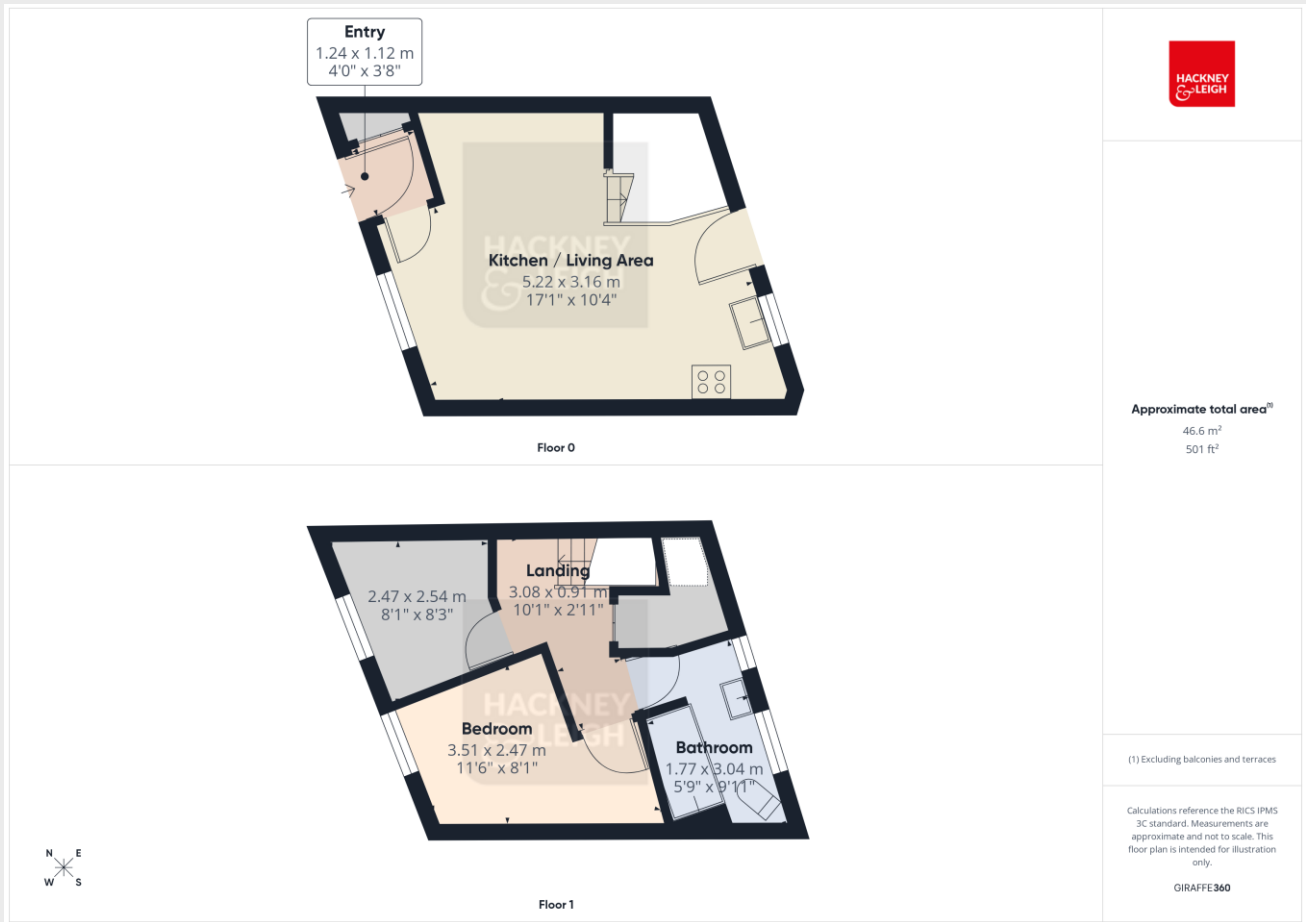 Entry
1.24 x 1.12 m
4'0" x 3'8"
HACKNEY
& LEIGH
Kitchen / Living Area
5.22 x 3.16 m
17'1" x 10'4"
Floor 0
Landing
3.08 x 0.91 m
10'1" x 2'11"
2.47 x 2.54 m
8'1" x 8'3"
HACKNEY
& LEIGH
Bedroom
3.51 x 2.47 m
11'6" x 8'1"
Bathroom
1.77 x 3.04 m
5'9" x 9'11"
N E
W S
Floor 1
HACKNEY
& LEIGH
Approximate total area(1)
46.6 m²
501 ft²
(1) Excluding balconies and terraces
Calculations reference the RICS IPMS
3C standard. Measurements are
approximate and not to scale. This
floor plan is intended for illustration
only.
GIRAFFE360